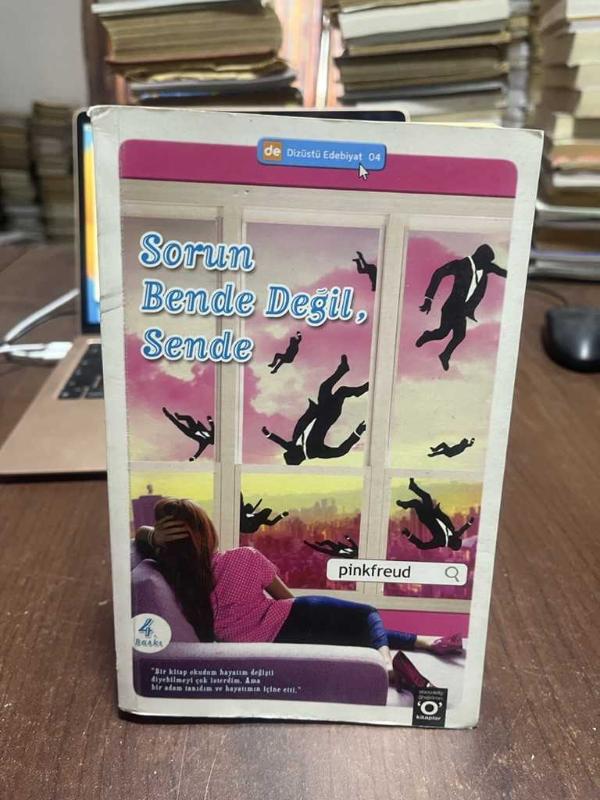 de Dizüstü Edebiyat 04
Sorun
Bende Değil,
Sende
pinkfreud
4.
Baskı
"Bir kitap okudum hayatım değişti
diyebilmeyi çok isterdim. Ama
bir adam tanıdım ve hayatımın içine etti."
'O'
kitaplar